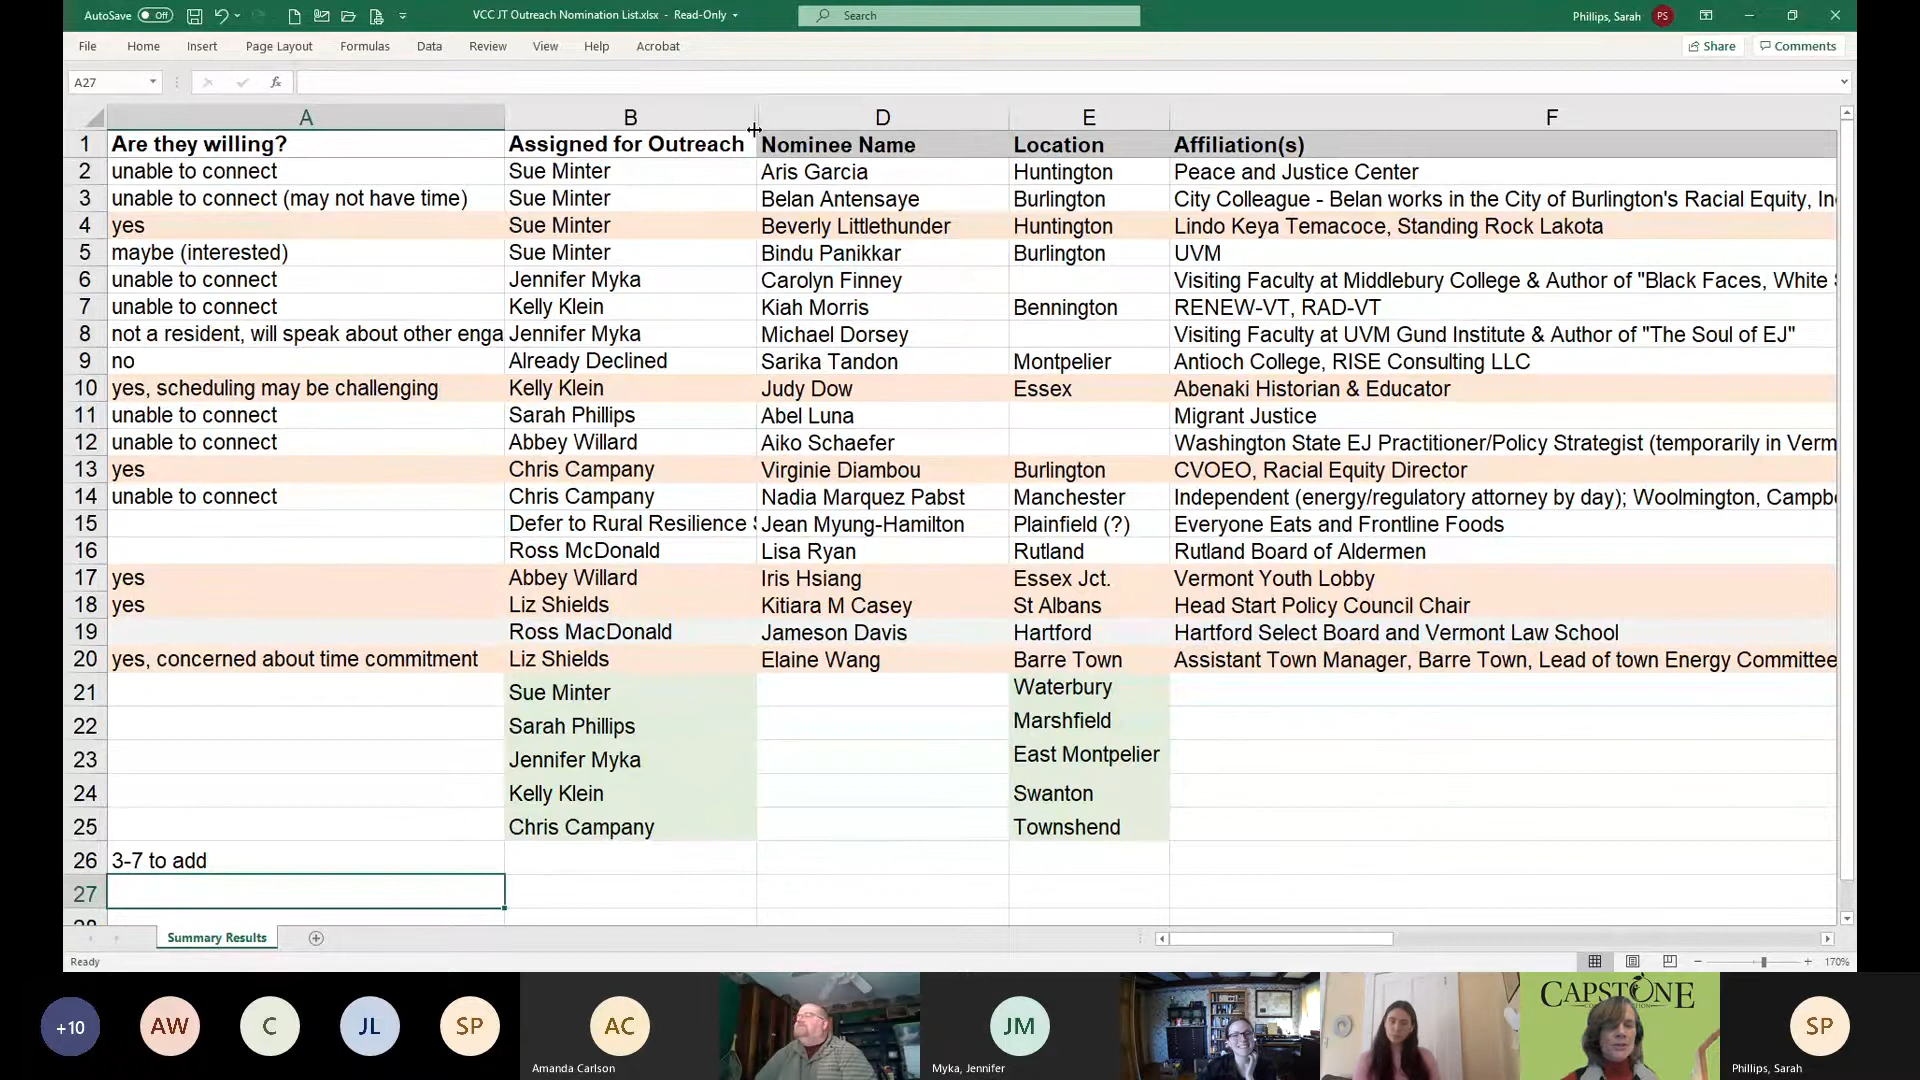 AutoSave Off VCC JT Outreach Nomination List.xlsx - Read-Only Search Phillips, Sarah PS
File Home Insert Page Layout Formulas Data Review View Help Acrobat Share Comments
A27 fx
A B D E F
1 Are they willing? Assigned for Outreach Nominee Name Location Affiliation(s)
2 unable to connect Sue Minter Aris Garcia Huntington Peace and Justice Center
3 unable to connect (may not have time) Sue Minter Belan Antensaye Burlington City Colleague - Belan works in the City of Burlington's Racial Equity, In
4 yes Sue Minter Beverly Littlethunder Huntington Lindo Keya Temacoce, Standing Rock Lakota
5 maybe (interested) Sue Minter Bindu Panikkar Burlington UVM
6 unable to connect Jennifer Myka Carolyn Finney Visiting Faculty at Middlebury College & Author of "Black Faces, White
7 unable to connect Kelly Klein Kiah Morris Bennington RENEW-VT, RAD-VT
8 not a resident, will speak about other enga Jennifer Myka Michael Dorsey Visiting Faculty at UVM Gund Institute & Author of "The Soul of EJ"
9 no Already Declined Sarika Tandon Montpelier Antioch College, RISE Consulting LLC
10 yes, scheduling may be challenging Kelly Klein Judy Dow Essex Abenaki Historian & Educator
11 unable to connect Sarah Phillips Abel Luna Migrant Justice
12 unable to connect Abbey Willard Aiko Schaefer Washington State EJ Practitioner/Policy Strategist (temporarily in Verm
13 yes Chris Campany Virginie Diambou Burlington CVOEO, Racial Equity Director
14 unable to connect Chris Campany Nadia Marquez Pabst Manchester Independent (energy/regulatory attorney by day); Woolmington, Campb
15 Defer to Rural Resilience Jean Myung-Hamilton Plainfield (?) Everyone Eats and Frontline Foods
16 Ross McDonald Lisa Ryan Rutland Rutland Board of Aldermen
17 yes Abbey Willard Iris Hsiang Essex Jct. Vermont Youth Lobby
18 yes Liz Shields Kitiara M Casey St Albans Head Start Policy Council Chair
19 Ross MacDonald Jameson Davis Hartford Hartford Select Board and Vermont Law School
20 yes, concerned about time commitment Liz Shields Elaine Wang Barre Town Assistant Town Manager, Barre Town, Lead of town Energy Committee
21 Sue Minter Waterbury
22 Sarah Phillips Marshfield
23 Jennifer Myka East Montpelier
24 Kelly Klein Swanton
25 Chris Campany Townshend
26 3-7 to add
27
Summary Results
Ready 170%
+10 AW C JL SP AC JM CAPSTONE SP
Amanda Carlson Myka, Jennifer Phillips, Sarah